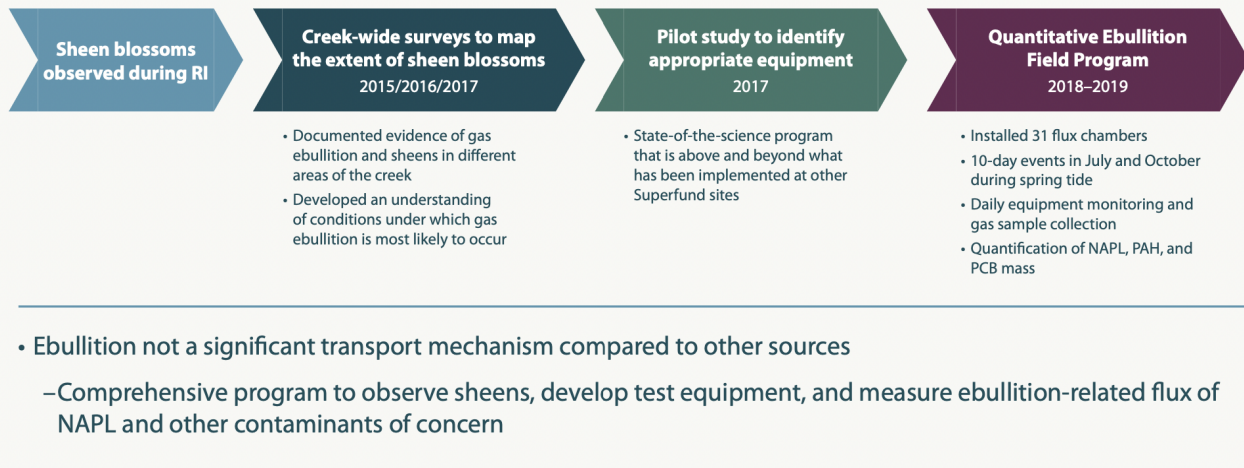 Sheen blossoms
observed during RI
Creek-wide surveys to map
the extent of sheen blossoms
2015/2016/2017
• Documented evidence of gas
ebullition and sheens in different
areas of the creek
• Developed an understanding
of conditions under which gas
ebullition is most likely to occur
Pilot study to identify
appropriate equipment
2017
• State-of-the-science program
that is above and beyond what
has been implemented at other
Superfund sites
Quantitative Ebullition
Field Program
2018–2019
• Installed 31 flux chambers
• 10-day events in July and October
during spring tide
• Daily equipment monitoring and
gas sample collection
• Quantification of NAPL, PAH, and
PCB mass
• Ebullition not a significant transport mechanism compared to other sources
–Comprehensive program to observe sheens, develop test equipment, and measure ebullition-related flux of
NAPL and other contaminants of concern